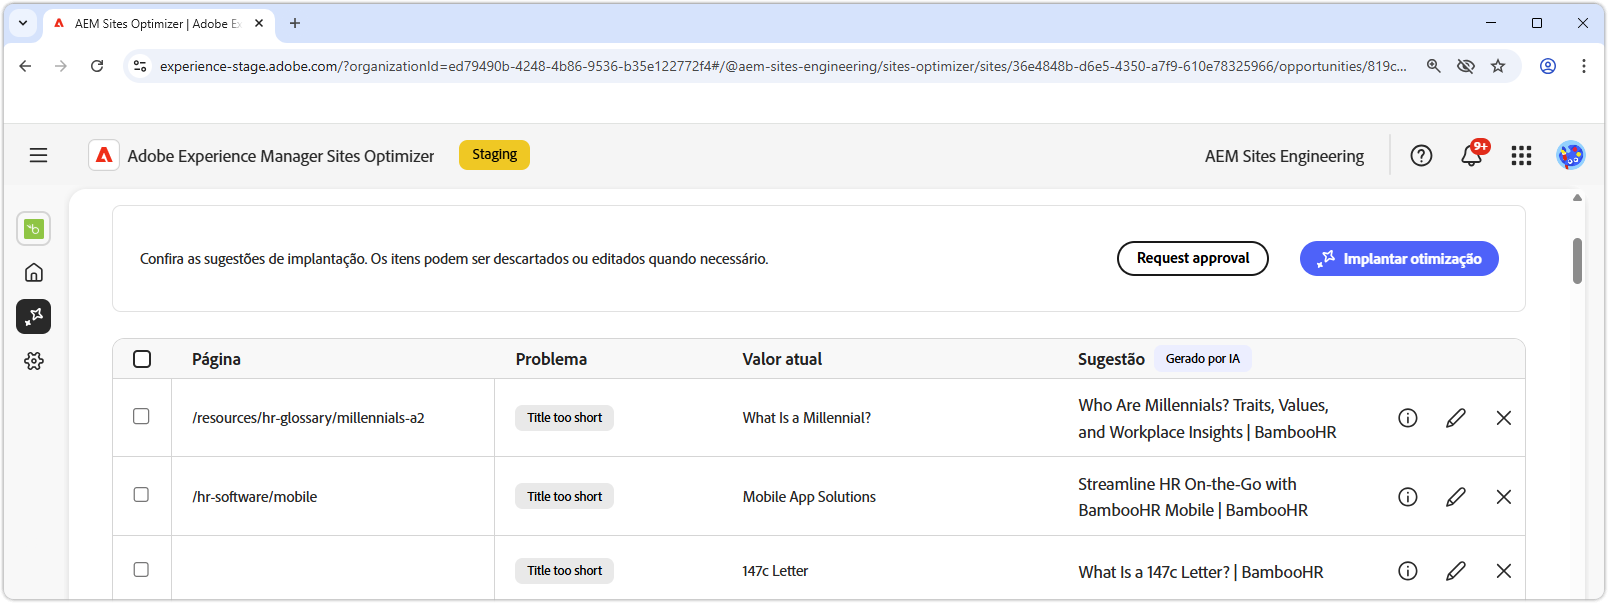 AEM Sites Optimizer | Adobe Ex
experience-stage.adobe.com/?organizationId=ed79490b-4248-4b86-9536-b35e122772f4#/@aem-sites-engineering/sites-optimizer/sites/36e4848b-d6e5-4350-a7f9-610e78325966/opportunities/819c...
Adobe Experience Manager Sites Optimizer
Staging
AEM Sites Engineering
9+
Confira as sugestões de implantação. Os itens podem ser descartados ou editados quando necessário.
Request approval
Implantar otimização
Página
Problema
Valor atual
Sugestão
Gerado por IA
/resources/hr-glossary/millennials-a2
Title too short
What Is a Millennial?
Who Are Millennials? Traits, Values,
and Workplace Insights | BambooHR
/hr-software/mobile
Title too short
Mobile App Solutions
Streamline HR On-the-Go with
BambooHR Mobile | BambooHR
Title too short
147c Letter
What Is a 147c Letter? | BambooHR